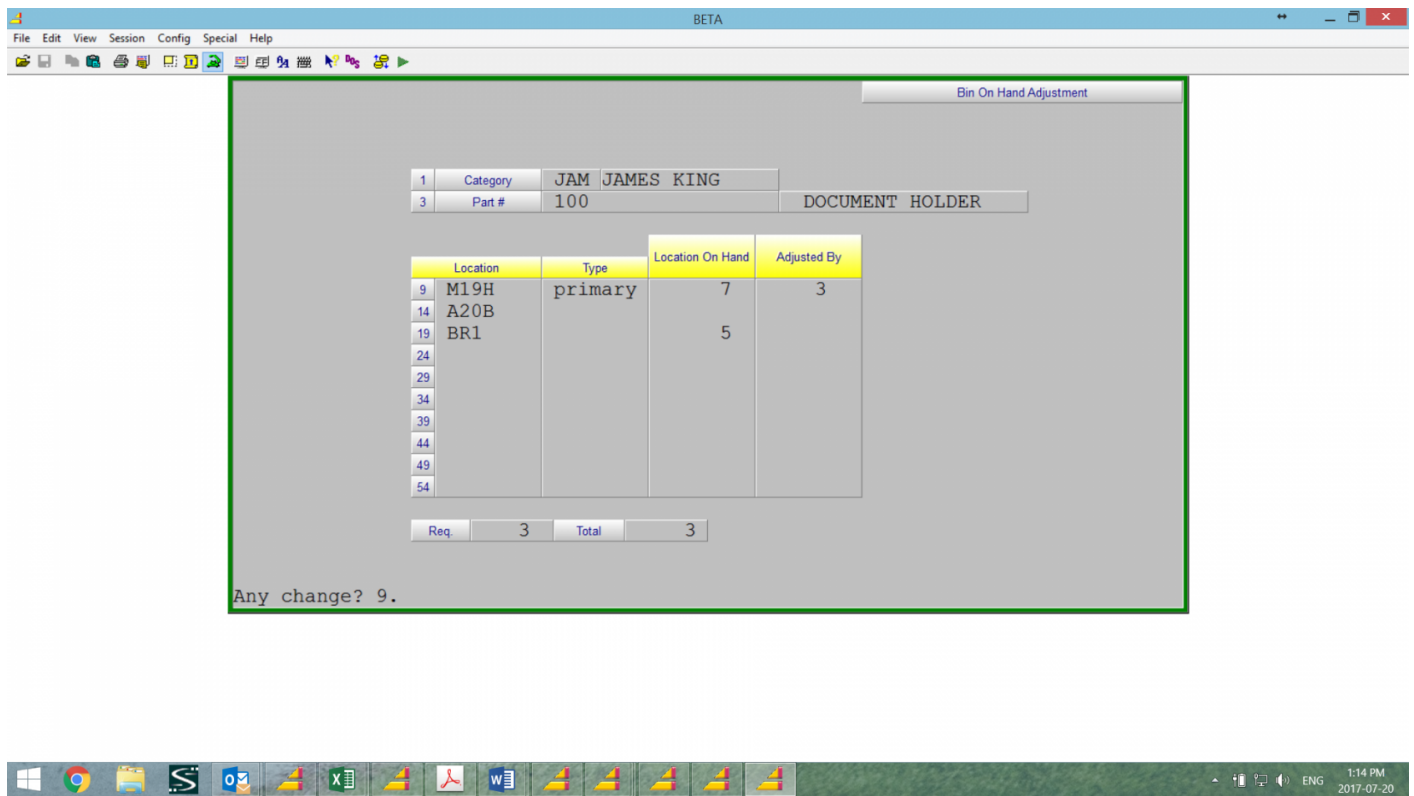 BETA
File Edit View Session Config Special Help
Bin On Hand Adjustment
1 Category JAM JAMES KING
3 Part # 100 DOCUMENT HOLDER
Location Type Location On Hand Adjusted By
9 M19H primary 7 3
14 A20B
19 BR1 5
24
29
34
39
44
49
54
Req. 3 Total 3
Any change? 9.
ENG 1:14 PM
2017-07-20